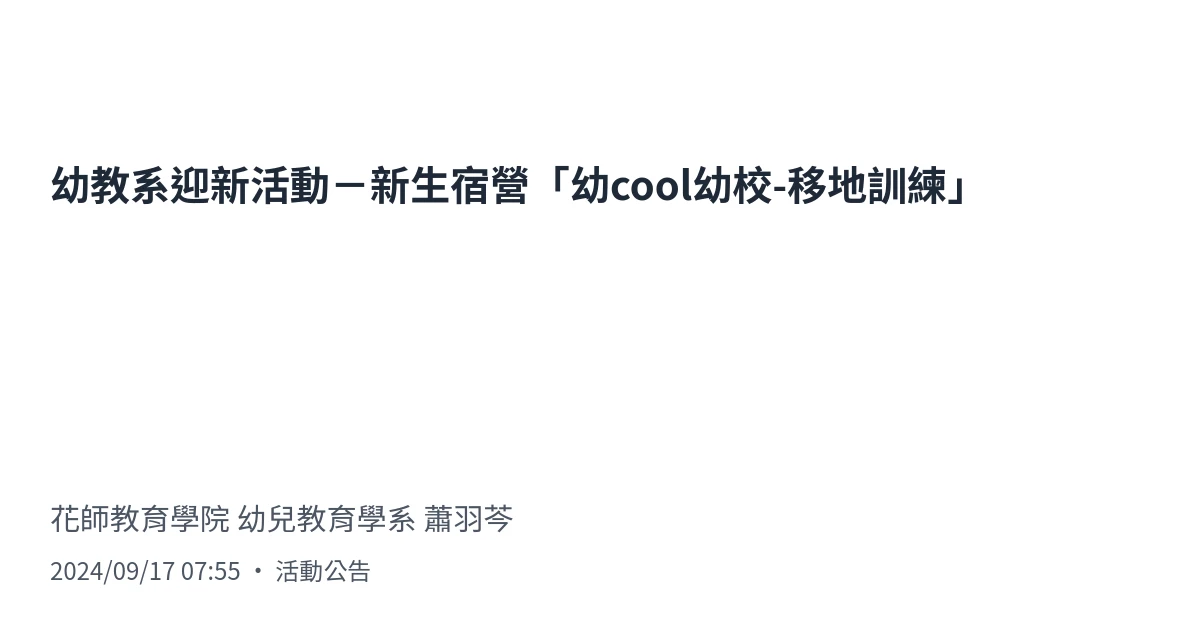 幼教系迎新活動－新生宿營「幼cool幼校-移地訓練」
花師教育學院 幼兒教育學系 蕭羽芩
2024/09/17 07:55 ・ 活動公告